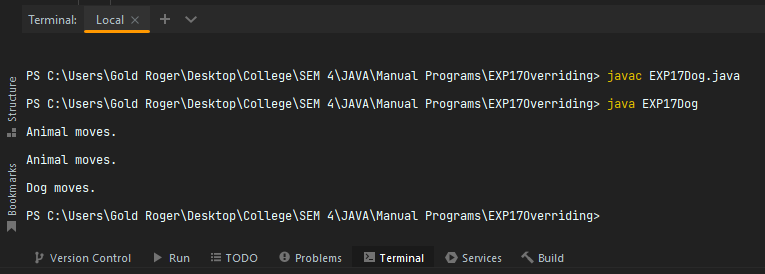 Terminal: Local × + 
PS C:\Users\Gold Roger\Desktop\College\SEM 4\JAVA\Manual Programs\EXP17Overriding> javac EXP17Dog.java
PS C:\Users\Gold Roger\Desktop\College\SEM 4\JAVA\Manual Programs\EXP17Overriding> java EXP17Dog
Animal moves.
Animal moves.
Dog moves.
PS C:\Users\Gold Roger\Desktop\College\SEM 4\JAVA\Manual Programs\EXP17Overriding>
Structure
Bookmarks
Version Control Run TODO Problems Terminal Services Build